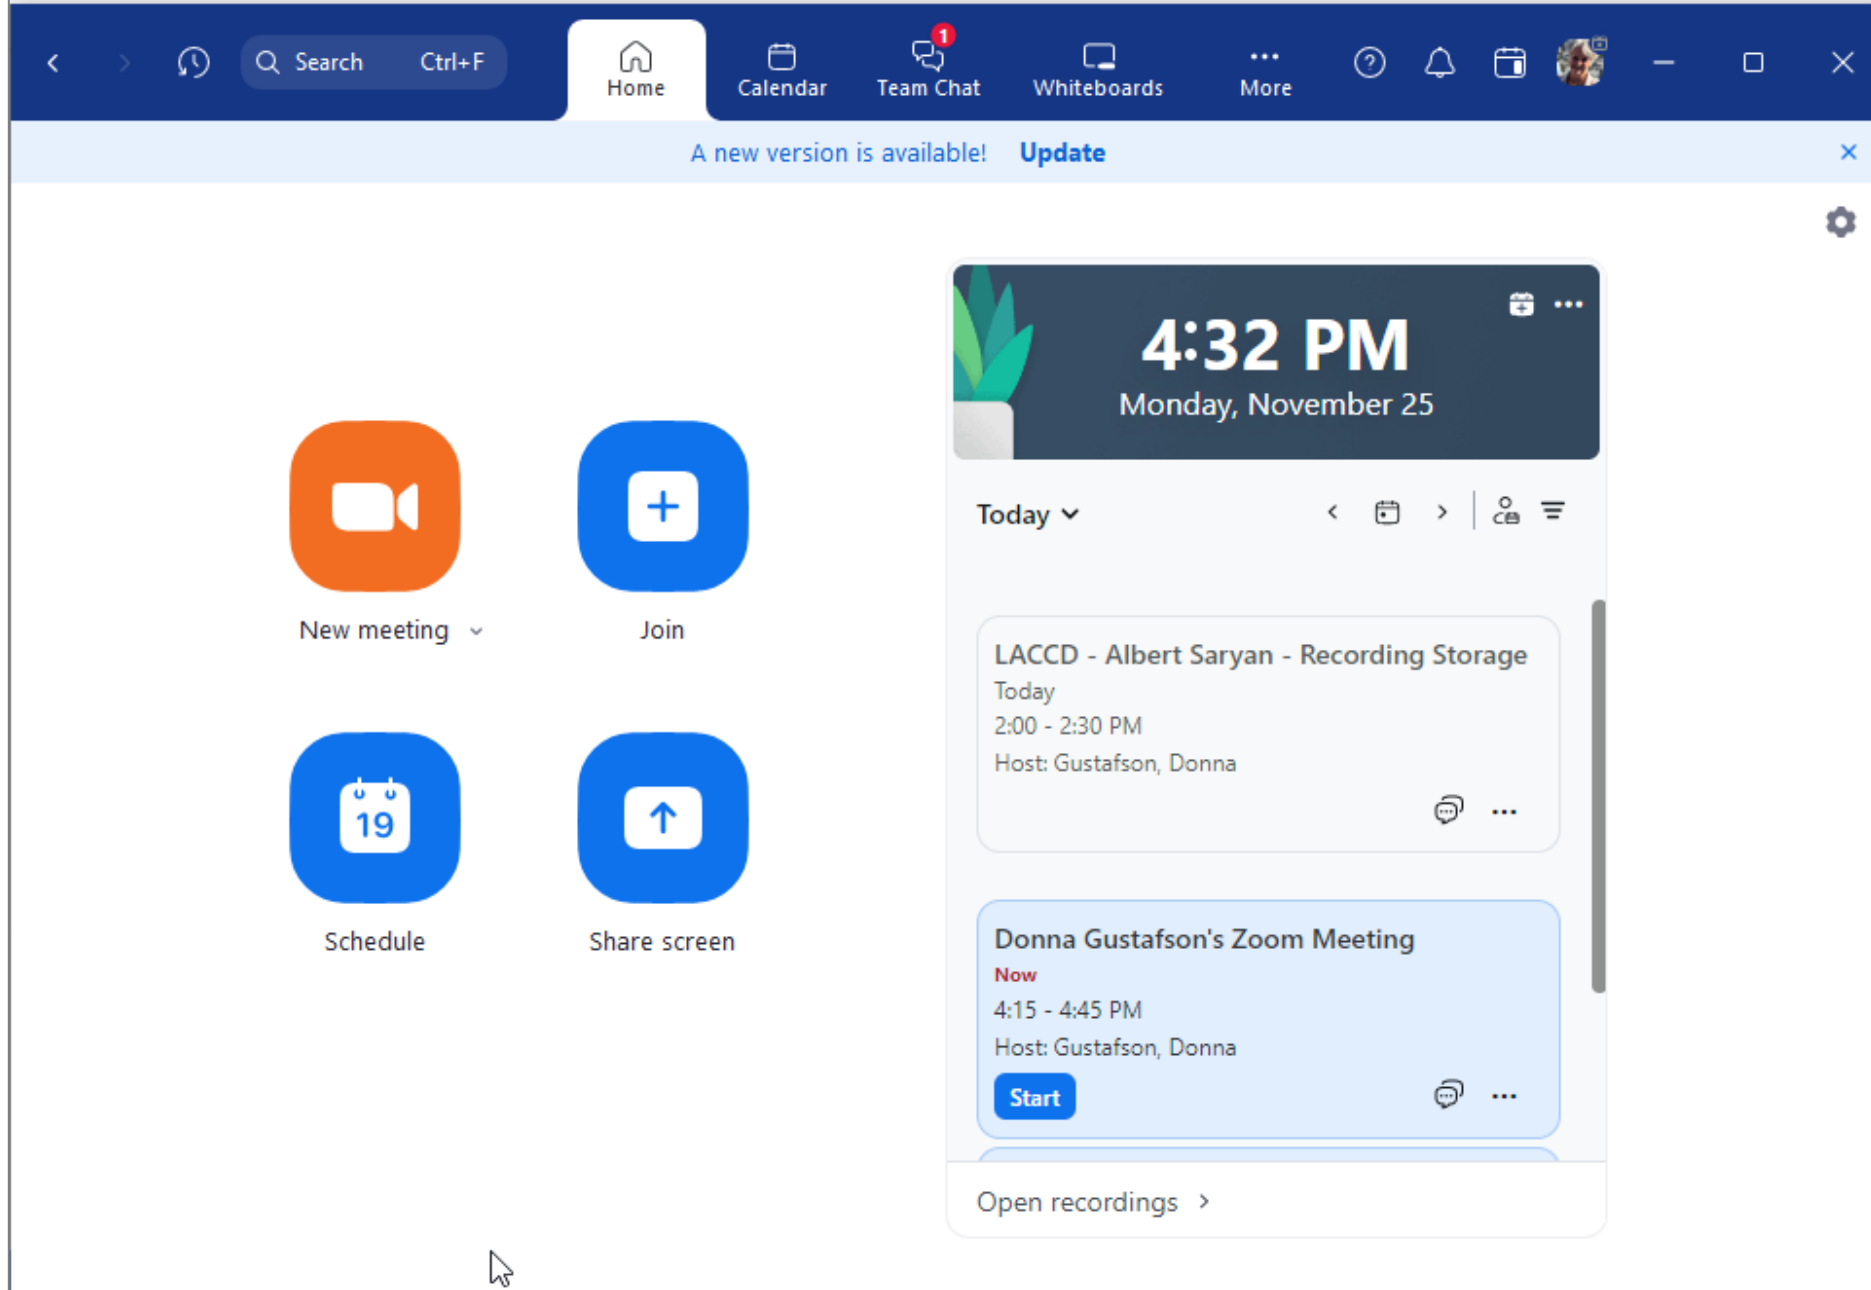 Search Ctrl+F
Home
Calendar
1
Team Chat
Whiteboards
More
A new version is available! Update
New meeting
Join
19
Schedule
Share screen
4:32 PM
Monday, November 25
Today
LACCD - Albert Saryan - Recording Storage
Today
2:00 - 2:30 PM
Host: Gustafson, Donna
Donna Gustafson's Zoom Meeting
Now
4:15 - 4:45 PM
Host: Gustafson, Donna
Start
Open recordings